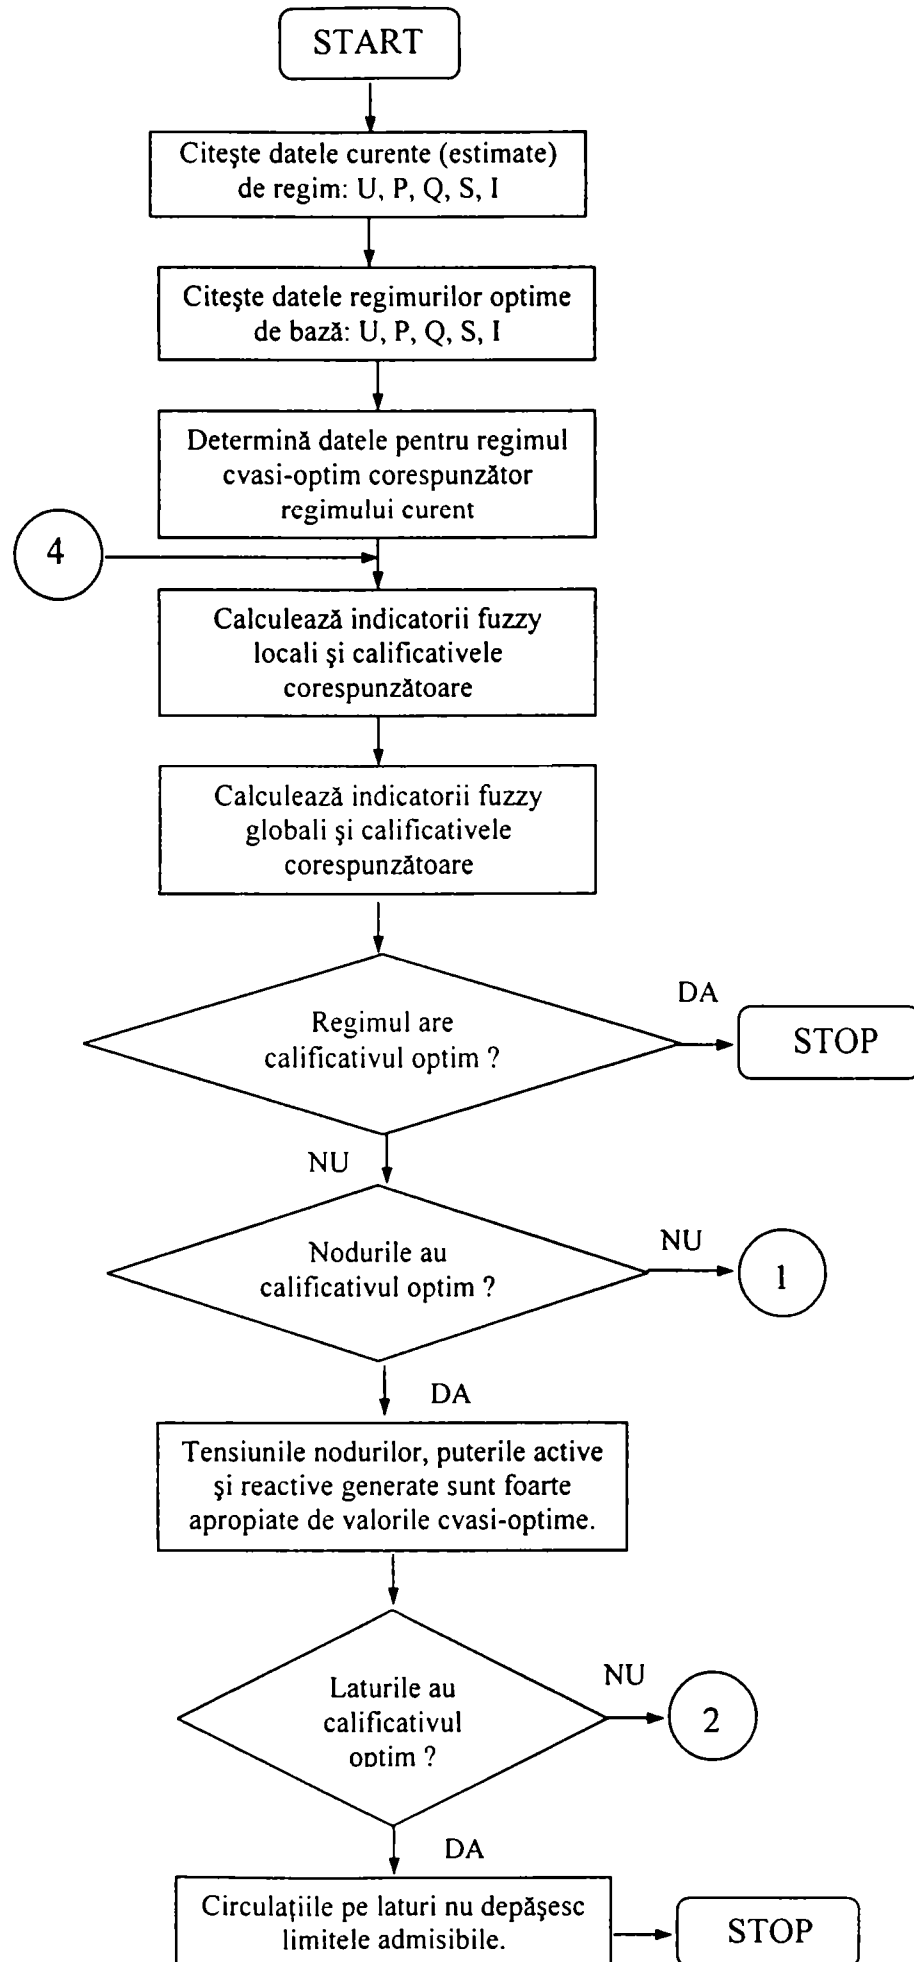 START
Citeşte datele curente (estimate)
de regim: U, P, Q, S, I
Citeşte datele regimurilor optime
de bază: U, P, Q, S, I
Determină datele pentru regimul
cvasi-optim corespunzător
regimului curent
4
Calculează indicatorii fuzzy
locali şi calificativele
corespunzătoare
Calculează indicatorii fuzzy
globali şi calificativele
corespunzătoare
Regimul are
calificativul optim ?
DA
STOP
NU
Nodurile au
calificativul optim ?
NU
1
DA
Tensiunile nodurilor, puterile active
şi reactive generate sunt foarte
apropiate de valorile cvasi-optime.
Laturile au
calificativul
optim ?
NU
2
DA
Circulaţiile pe laturi nu depăşesc
limitele admisibile.
STOP